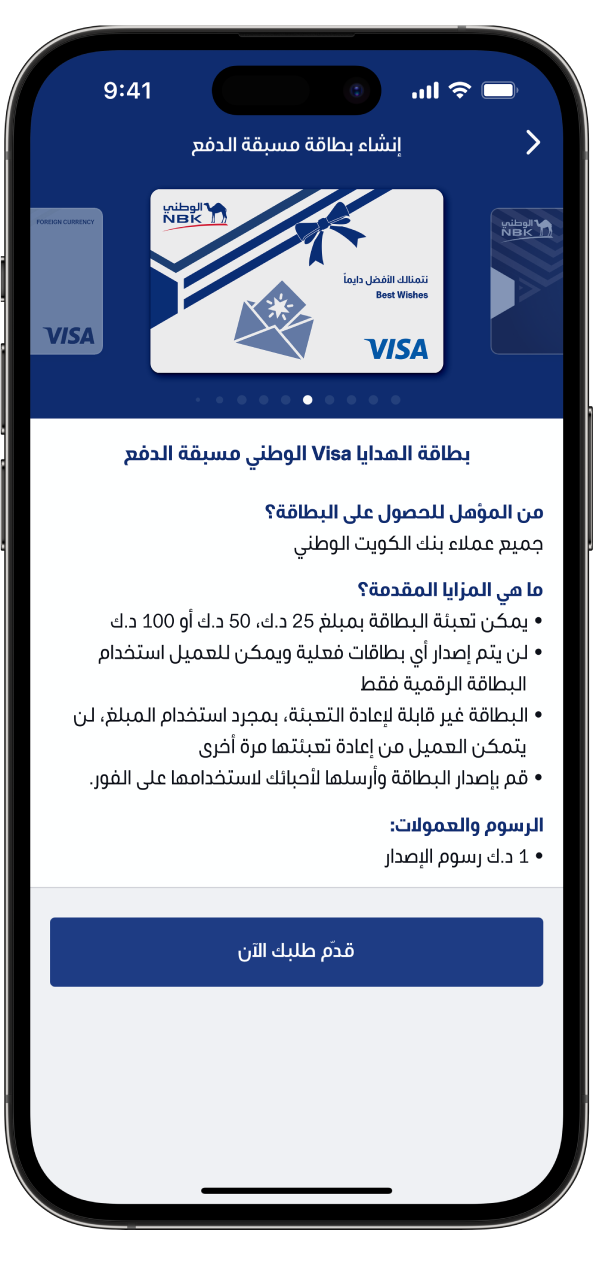 9:41
إنشاء بطاقة مسبقة الدفع
الوطني
NBK
نتمنالك الأفضل دايماً
Best Wishes
VISA
FOREIGN CURRENCY
VISA
الوطني
NBK
بطاقة الهدايا Visa الوطني مسبقة الدفع
من المؤهل للحصول على البطاقة؟
جميع عملاء بنك الكويت الوطني
ما هي المزايا المقدمة؟
• يمكن تعبئة البطاقة بمبلغ 25 د.ك، 50 د.ك أو 100 د.ك
• لن يتم إصدار أي بطاقات فعلية ويمكن للعميل استخدام
البطاقة الرقمية فقط
• البطاقة غير قابلة لإعادة التعبئة، بمجرد استخدام المبلغ، لن
يتمكن العميل من إعادة تعبئتها مرة أخرى
• قم بإصدار البطاقة وأرسلها لأحبائك لاستخدامها على الفور.
الرسوم والعمولات:
• 1 د.ك رسوم الإصدار
قدّم طلبك الآن